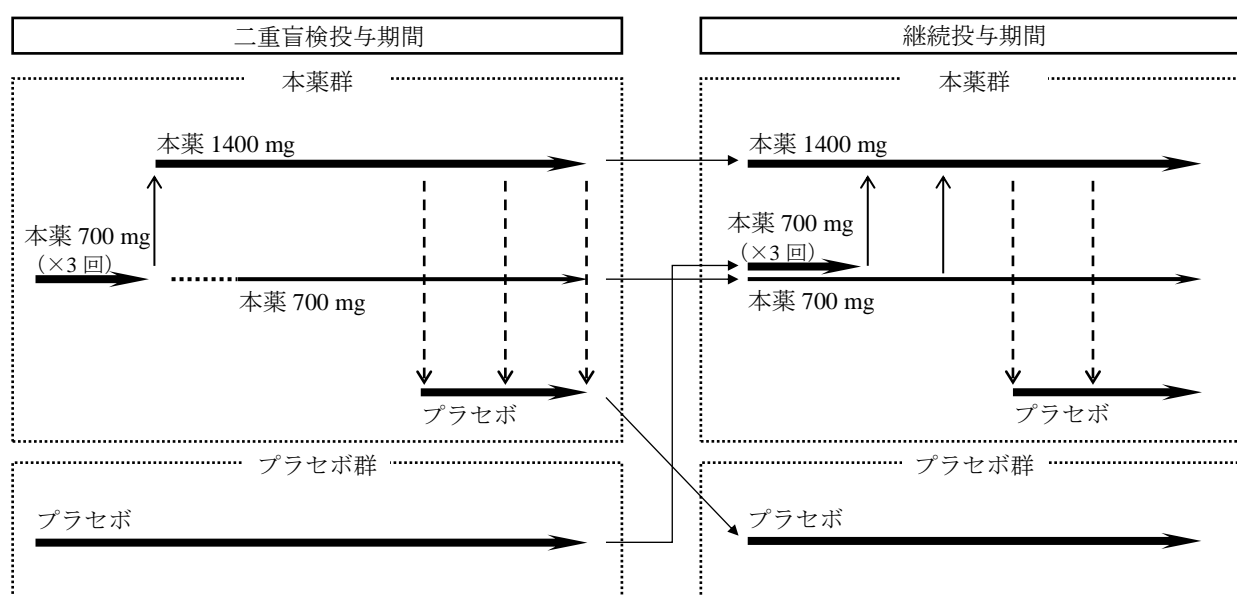 二重盲検投与期間
本薬群
本薬 1400 mg
本薬 700 mg
（×3 回）
本薬 700 mg
プラセボ
プラセボ群
プラセボ
継続投与期間
本薬群
本薬 1400 mg
本薬 700 mg
（×3 回）
本薬 700 mg
プラセボ
プラセボ群
プラセボ